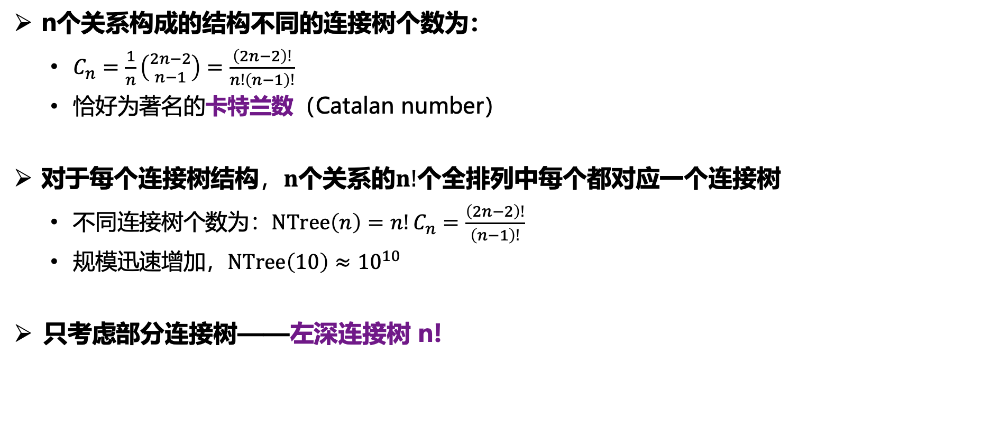 ➢ n个关系构成的结构不同的连接树个数为：
• $C_n = \frac{1}{n}\binom{2n-2}{n-1} = \frac{(2n-2)!}{n!(n-1)!}$
• 恰好为著名的卡特兰数（Catalan number）
➢ 对于每个连接树结构，n个关系的n!个全排列中每个都对应一个连接树
• 不同连接树个数为：$\mathrm{NTree}(n) = n!\, C_n = \frac{(2n-2)!}{(n-1)!}$
• 规模迅速增加，$\mathrm{NTree}(10) \approx 10^{10}$
➢ 只考虑部分连接树——左深连接树 n!